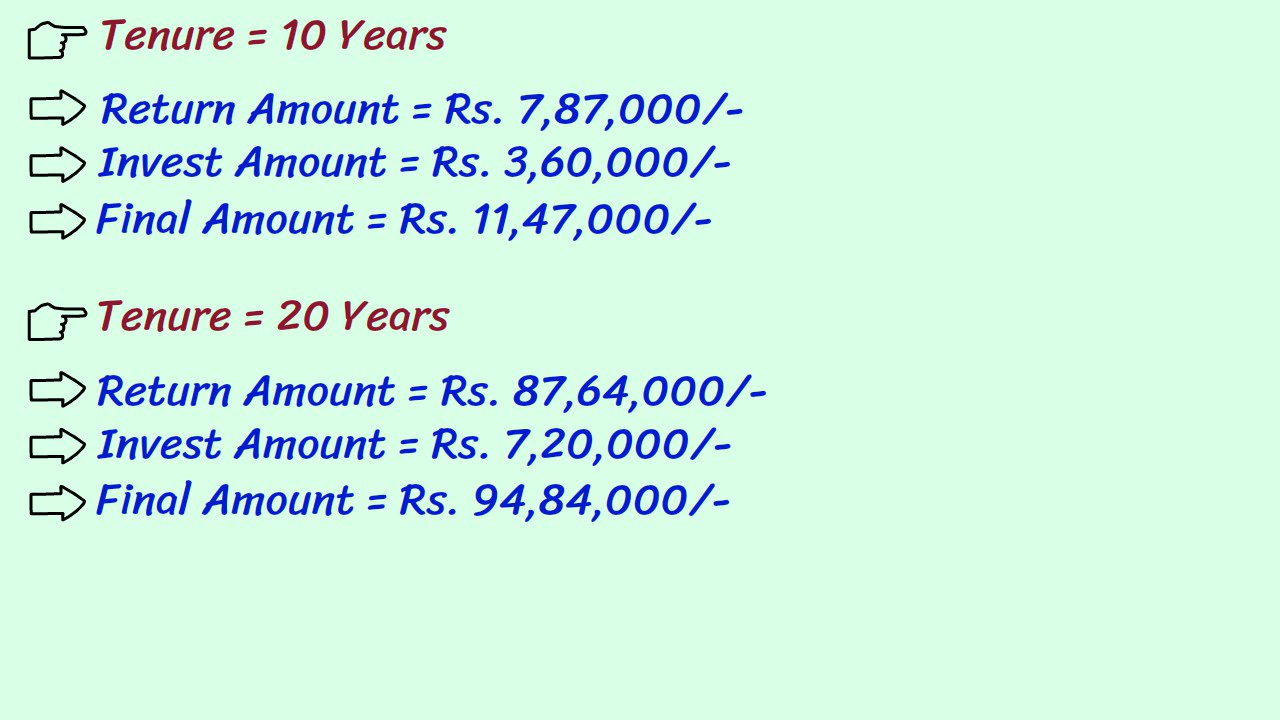 Tenure = 10 Years
Return Amount = Rs. 7,87,000/-
Invest Amount = Rs. 3,60,000/-
Final Amount = Rs. 11,47,000/-
Tenure = 20 Years
Return Amount = Rs. 87,64,000/-
Invest Amount = Rs. 7,20,000/-
Final Amount = Rs. 94,84,000/-